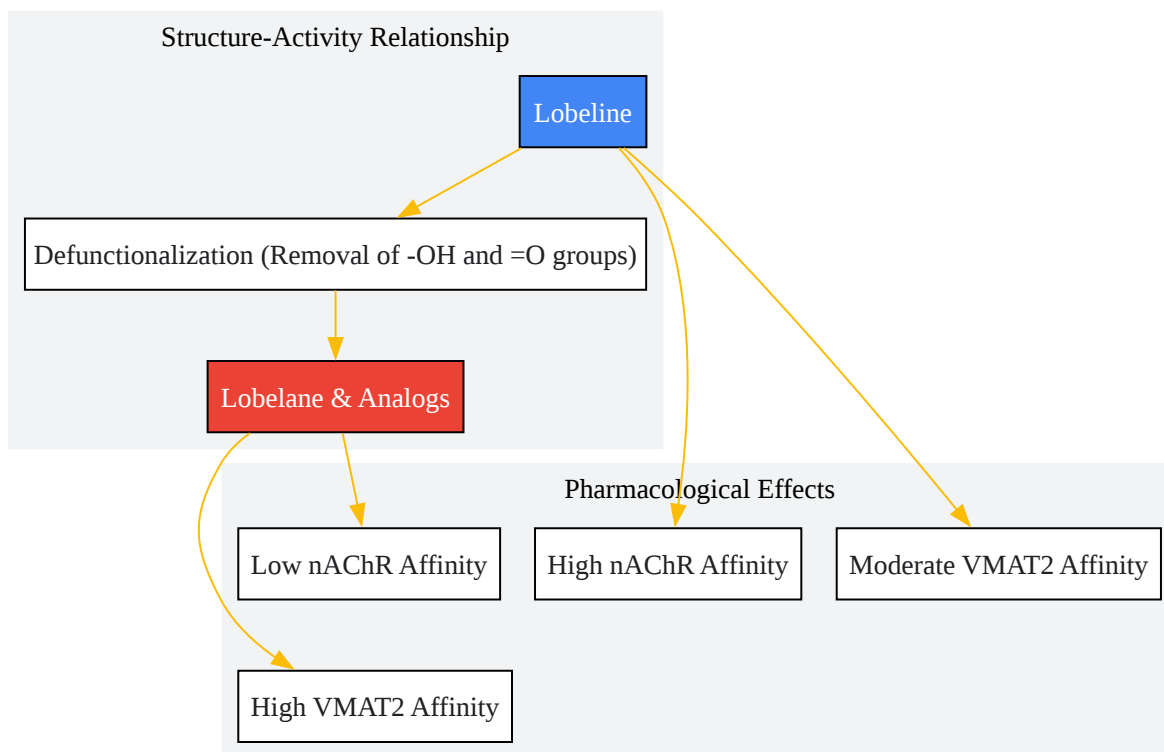 Structure-Activity Relationship
Lobeline
Defunctionalization (Removal of -OH and =O groups)
Lobelane & Analogs
Pharmacological Effects
Low nAChR Affinity
High nAChR Affinity
Moderate VMAT2 Affinity
High VMAT2 Affinity